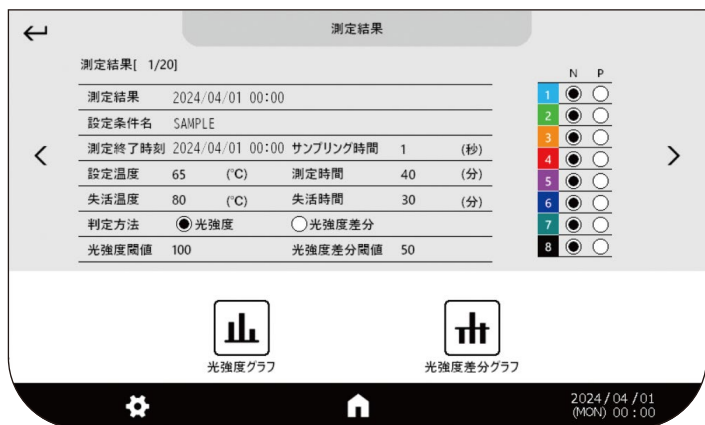 測定結果
測定結果[ 1/20]
測定結果 2024/04/01 00:00
設定条件名 SAMPLE
測定終了時刻 2024/04/01 00:00 サンプリング時間 1 (秒)
設定温度 65 (℃) 測定時間 40 (分)
失活温度 80 (℃) 失活時間 30 (分)
判定方法 光強度 光強度差分
光強度閾値 100 光強度差分閾値 50
N P
1
2
3
4
5
6
7
8
光強度グラフ 光強度差分グラフ
2024/04/01
(MON) 00:00